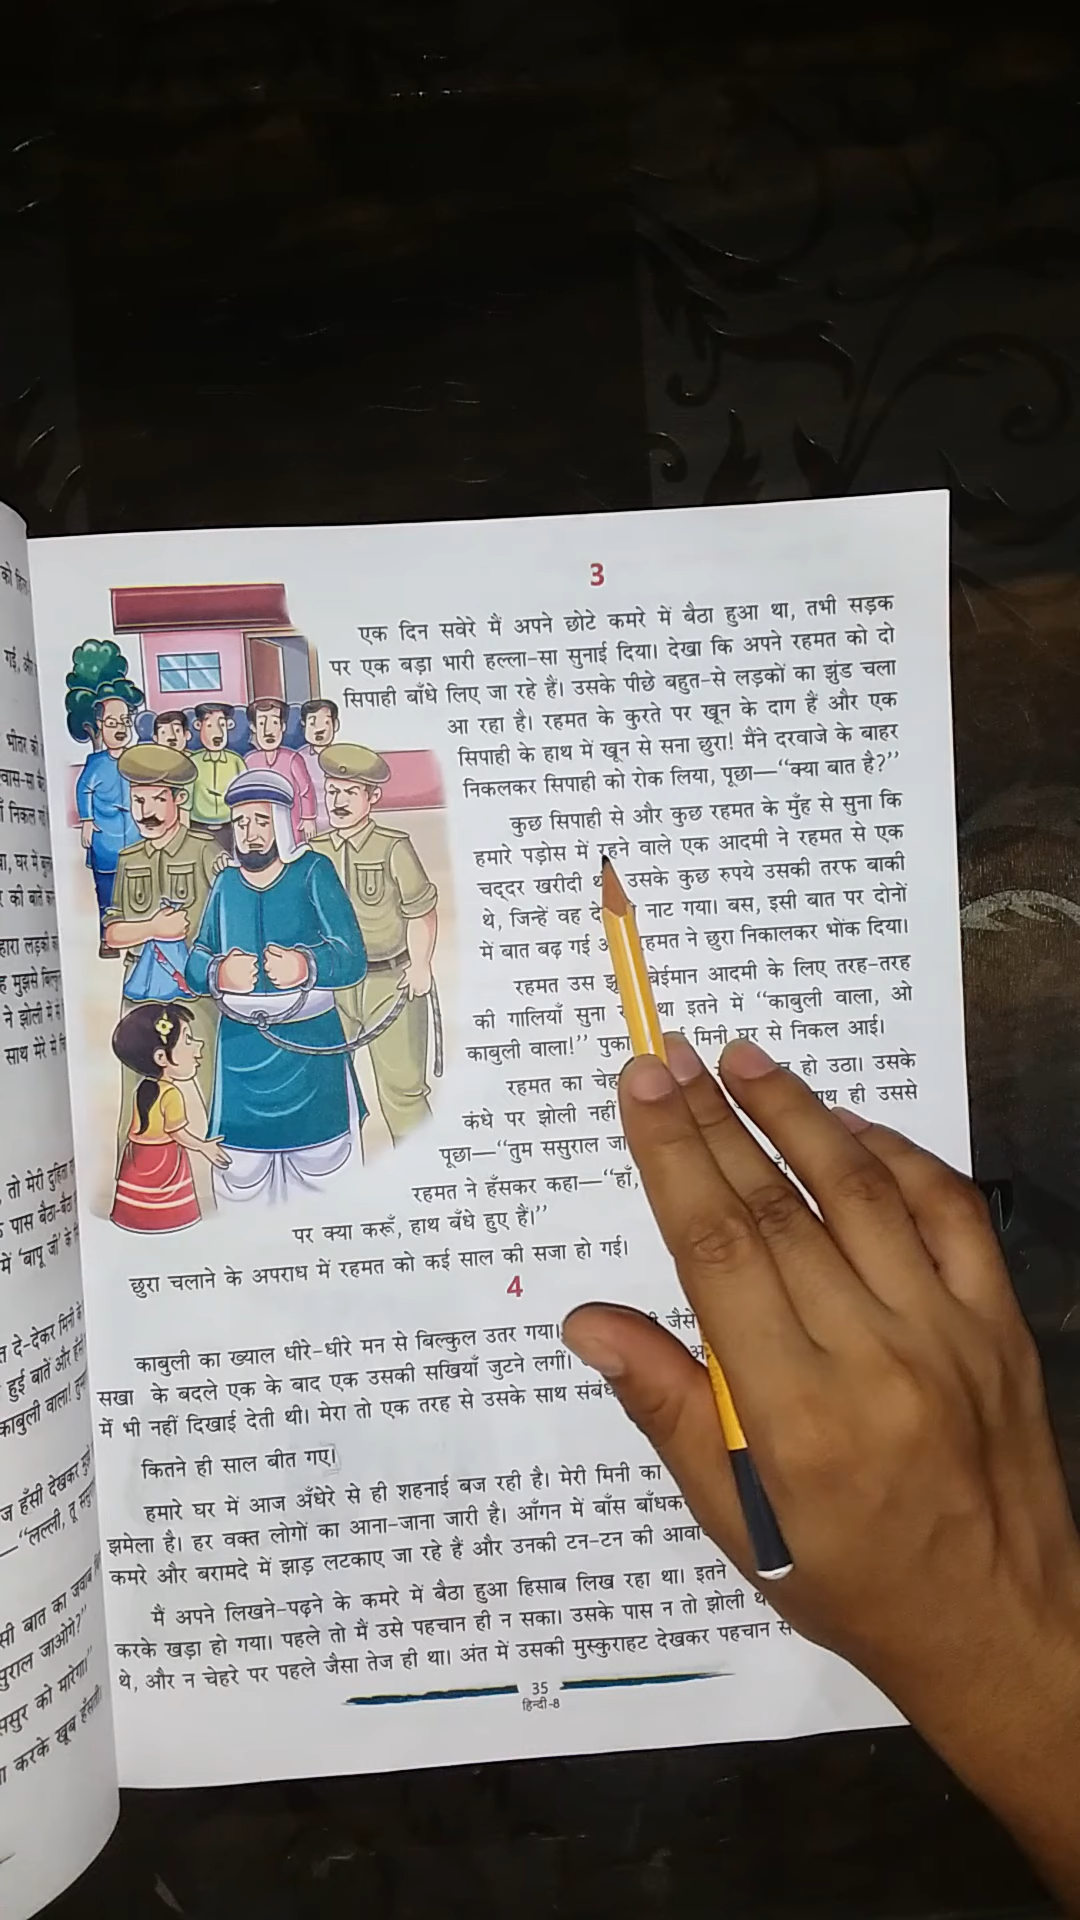 3
एक दिन सवेरे मैं अपने छोटे कमरे में बैठा हुआ था, तभी सड़क
पर एक बड़ा भारी हल्ला-सा सुनाई दिया। देखा कि अपने रहमत को दो
सिपाही बाँधे लिए जा रहे हैं। उसके पीछे बहुत-से लड़कों का झुंड चला
आ रहा है। रहमत के कुरते पर खून के दाग हैं और एक
सिपाही के हाथ में खून से सना छुरा! मैंने दरवाजे के बाहर
निकलकर सिपाही को रोक लिया, पूछा—“क्या बात है?”
कुछ सिपाही से और कुछ रहमत के मुँह से सुना कि
हमारे पड़ोस में रहने वाले एक आदमी ने रहमत से एक
चद्दर खरीदी उसके कुछ रुपये उसकी तरफ बाकी
थे, जिन्हें वह नाट गया। बस, इसी बात पर दोनों
में बात बढ़ गई रहमत ने छुरा निकालकर भोंक दिया।
रहमत उस बेईमान आदमी के लिए तरह-तरह
की गालियाँ सुना था इतने में “काबुली वाला, ओ
काबुली वाला!” मिनी घर से निकल आई।
रहमत का हो उठा। उसके
कंधे पर झोली नहीं ही उससे
पूछा—“तुम ससुराल
रहमत ने हँसकर कहा—“हाँ,
पर क्या करूँ, हाथ बँधे हुए हैं।”
छुरा चलाने के अपराध में रहमत को कई साल की सजा हो गई।
4
काबुली का ख्याल धीरे-धीरे मन से बिल्कुल उतर गया। जैसे
सखा के बदले एक के बाद एक उसकी सखियाँ जुटने लगीं।
में भी नहीं दिखाई देती थी। मेरा तो एक तरह से उसके साथ
कितने ही साल बीत गए।
हमारे घर में आज अँधेरे से ही शहनाई बज रही है। मेरी मिनी का
झमेला है। हर वक्त लोगों का आना-जाना जारी है। आँगन में बाँस
कमरे और बरामदे में झाड़ लटकाए जा रहे हैं और उनकी टन-टन की
मैं अपने लिखने-पढ़ने के कमरे में बैठा हुआ हिसाब लिख रहा था। इतने
करके खड़ा हो गया। पहले तो मैं उसे पहचान ही न सका। उसके पास न तो झोली
थे, और न चेहरे पर पहले जैसा तेज ही था। अंत में उसकी मुस्कुराहट देखकर पहचान
35
हिन्दी-8